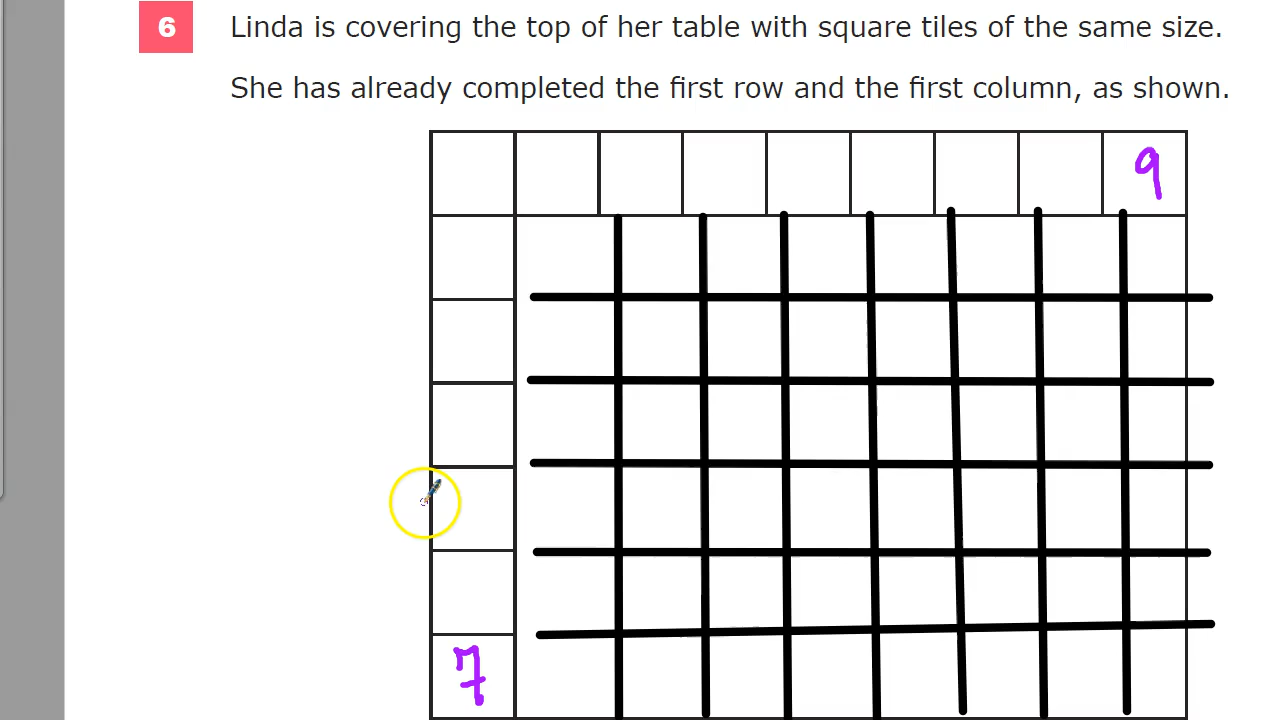 6 Linda is covering the top of her table with square tiles of the same size.
She has already completed the first row and the first column, as shown.
9
7